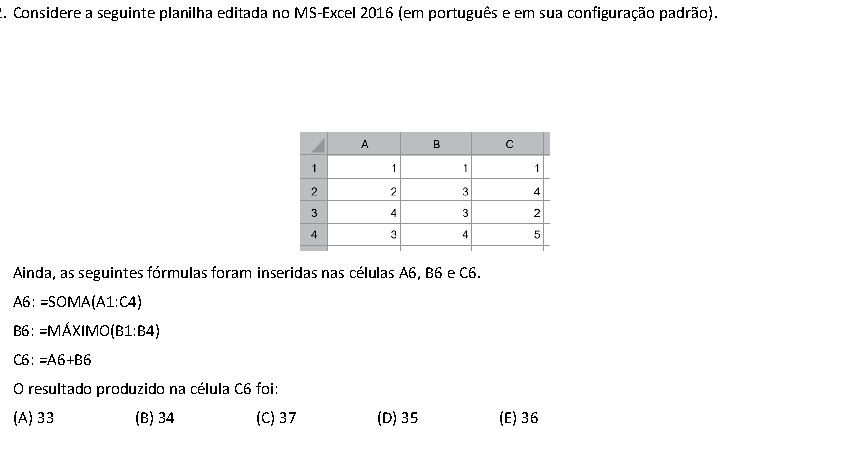 2. Considere a seguinte planilha editada no MS-Excel 2016 (em português e em sua configuração padrão).
A B C
1 1 1 1
2 2 3 4
3 4 3 2
4 3 4 5
Ainda, as seguintes fórmulas foram inseridas nas células A6, B6 e C6.
A6: =SOMA(A1:C4)
B6: =MÁXIMO(B1:B4)
C6: =A6+B6
O resultado produzido na célula C6 foi:
(A) 33 (B) 34 (C) 37 (D) 35 (E) 36